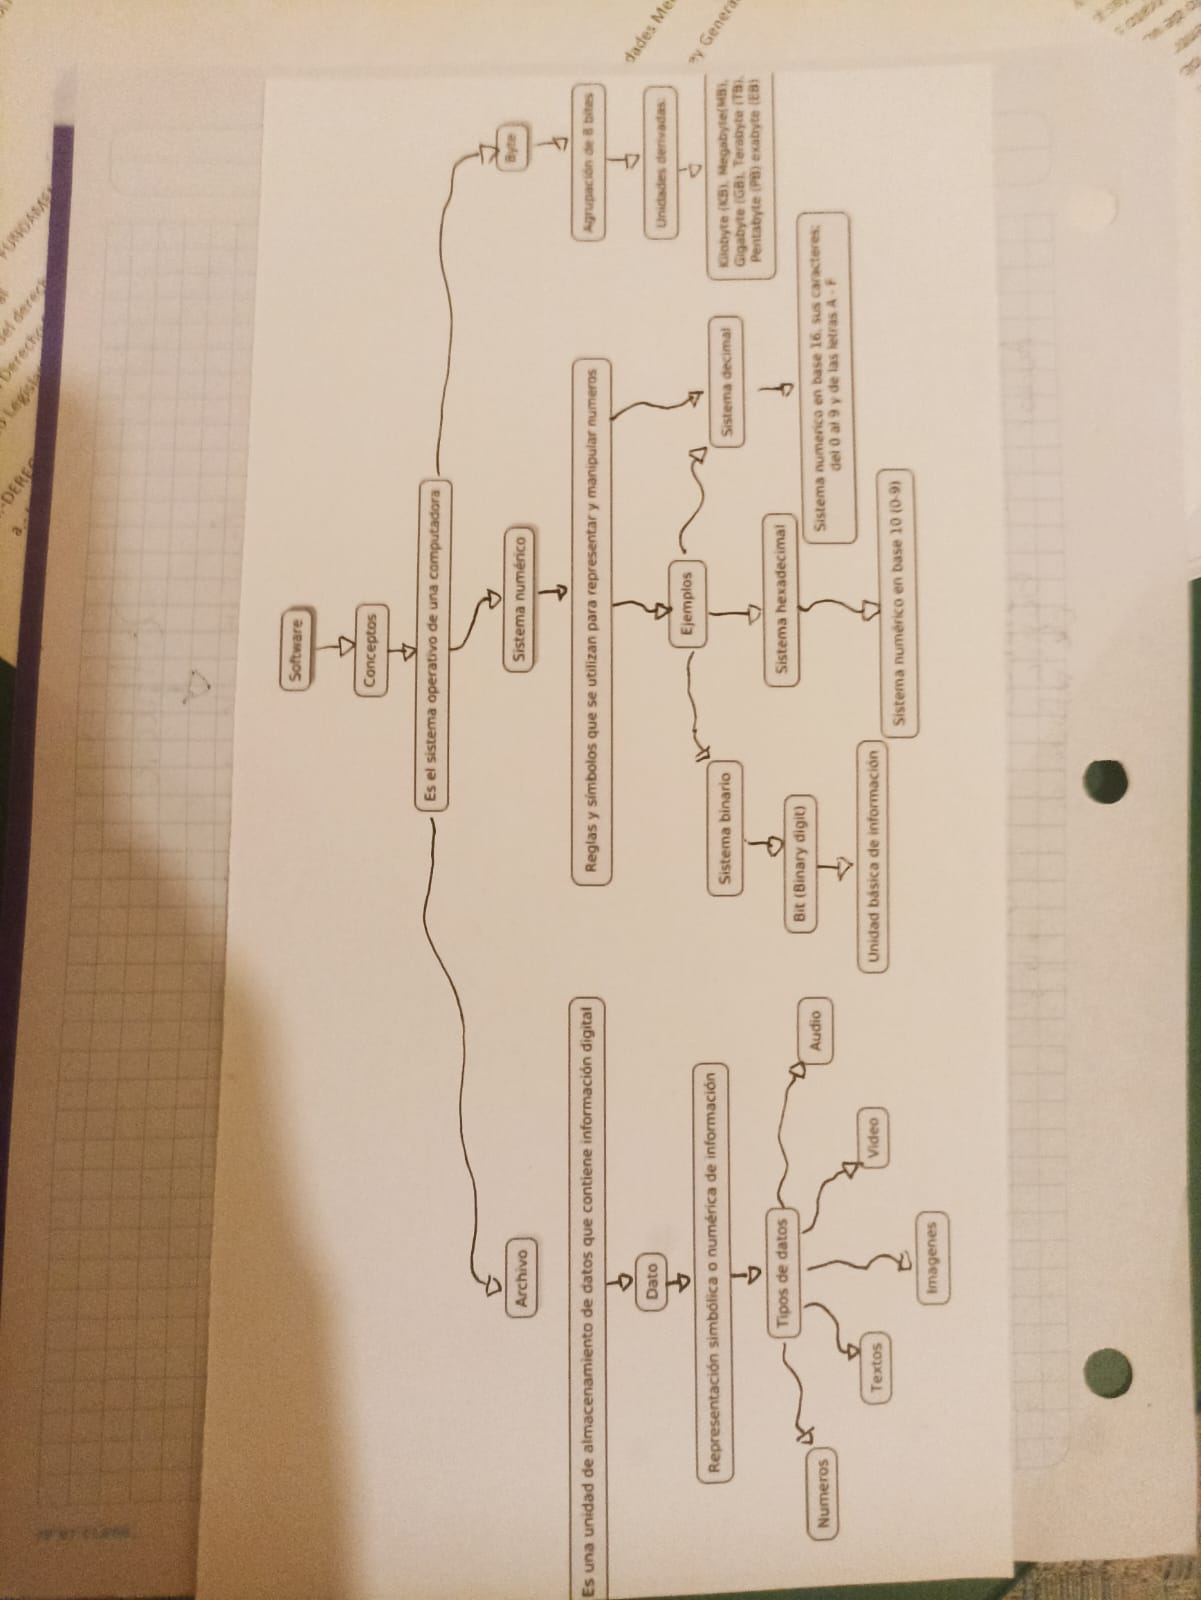 Software
Conceptos
Es el sistema operativo de una computadora
Archivo
Sistema numérico
Byte
Es una unidad de almacenamiento de datos que contiene información digital
Reglas y símbolos que se utilizan para representar y manipular numeros
Agrupación de 8 bites
Dato
Ejemplos
Unidades derivadas:
Representación simbólica o numérica de información
Sistema binario
Sistema decimal
Kilobyte (KB), Megabyte(MB),
Gigabyte (GB), Terabyte (TB),
Pentabyte (PB) exabyte (EB)
Tipos de datos
Bit (Binary digit)
Sistema hexadecimal
Sistema numerico en base 16, sus caracteres:
del 0 al 9 y de las letras A - F
Numeros
Textos
Imagenes
Video
Audio
Unidad básica de información
Sistema numérico en base 10 (0-9)